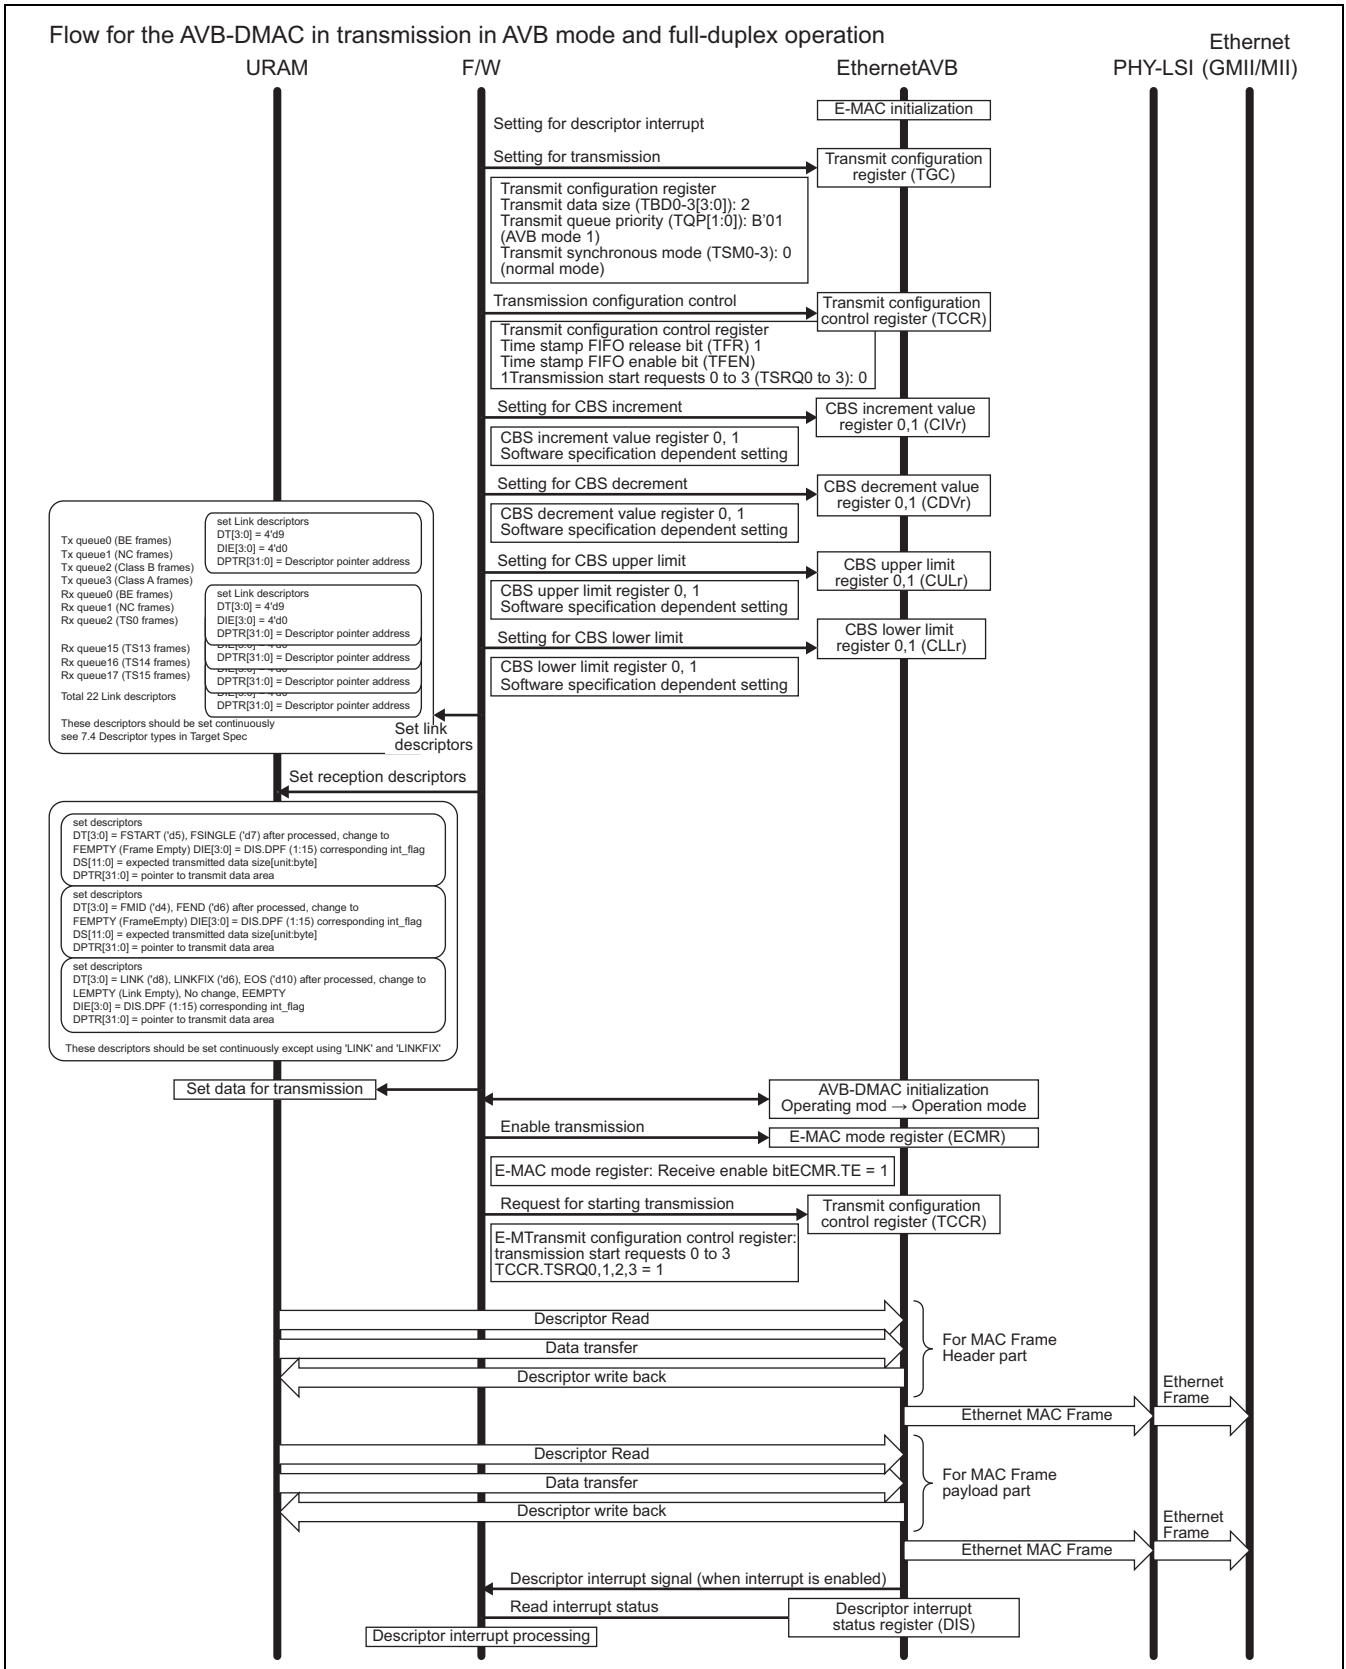 Flow for the AVB-DMAC in transmission in AVB mode and full-duplex operation
Ethernet
URAM
F/W
EthernetAVB
PHY-LSI (GMII/MII)
E-MAC initialization
Setting for descriptor interrupt
Setting for transmission
Transmit configuration
register (TGC)
Transmit configuration register
Transmit data size (TBD0-3[3:0]): 2
Transmit queue priority (TQP[1:0]): B'01
(AVB mode 1)
Transmit synchronous mode (TSM0-3): 0
(normal mode)
Transmission configuration control
Transmit configuration
control register (TCCR)
Transmit configuration control register
Time stamp FIFO release bit (TFR) 1
Time stamp FIFO enable bit (TFEN)
1Transmission start requests 0 to 3 (TSRQ0 to 3): 0
Setting for CBS increment
CBS increment value
register 0,1 (CIVr)
CBS increment value register 0, 1
Software specification dependent setting
Setting for CBS decrement
CBS decrement value
register 0,1 (CDVr)
CBS decrement value register 0, 1
Software specification dependent setting
Setting for CBS upper limit
CBS upper limit
register 0,1 (CULr)
CBS upper limit register 0, 1
Software specification dependent setting
Setting for CBS lower limit
CBS lower limit
register 0,1 (CLLr)
CBS lower limit register 0, 1
Software specification dependent setting
Tx queue0 (BE frames)
Tx queue1 (NC frames)
Tx queue2 (Class B frames)
Tx queue3 (Class A frames)
Rx queue0 (BE frames)
Rx queue1 (NC frames)
Rx queue2 (TS0 frames)
Rx queue15 (TS13 frames)
Rx queue16 (TS14 frames)
Rx queue17 (TS15 frames)
Total 22 Link descriptors
These descriptors should be set continuously
see 7.4 Descriptor types in Target Spec
set Link descriptors
DT[3:0] = 4'd9
DIE[3:0] = 4'd0
DPTR[31:0] = Descriptor pointer address
set Link descriptors
DT[3:0] = 4'd9
DIE[3:0] = 4'd0
DPTR[31:0] = Descriptor pointer address
DIE[3:0] = 4'd0
DPTR[31:0] = Descriptor pointer address
DIE[3:0] = 4'd0
DPTR[31:0] = Descriptor pointer address
DIE[3:0] = 4'd0
DPTR[31:0] = Descriptor pointer address
Set link
descriptors
Set reception descriptors
set descriptors
DT[3:0] = FSTART ('d5), FSINGLE ('d7) after processed, change to
FEMPTY (Frame Empty) DIE[3:0] = DIS.DPF (1:15) corresponding int_flag
DS[11:0] = expected transmitted data size[unit:byte]
DPTR[31:0] = pointer to transmit data area
set descriptors
DT[3:0] = FMID ('d4), FEND ('d6) after processed, change to
FEMPTY (FrameEmpty) DIE[3:0] = DIS.DPF (1:15) corresponding int_flag
DS[11:0] = expected transmitted data size[unit:byte]
DPTR[31:0] = pointer to transmit data area
set descriptors
DT[3:0] = LINK ('d8), LINKFIX ('d6), EOS ('d10) after processed, change to
LEMPTY (Link Empty), No change, EEMPTY
DIE[3:0] = DIS.DPF (1:15) corresponding int_flag
DPTR[31:0] = pointer to transmit data area
These descriptors should be set continuously except using 'LINK' and 'LINKFIX'
Set data for transmission
AVB-DMAC initialization
Operating mod → Operation mode
Enable transmission
E-MAC mode register (ECMR)
E-MAC mode register: Receive enable bitECMR.TE = 1
Request for starting transmission
Transmit configuration
control register (TCCR)
E-MTransmit configuration control register:
transmission start requests 0 to 3
TCCR.TSRQ0,1,2,3 = 1
Descriptor Read
Data transfer
Descriptor write back
For MAC Frame
Header part
Ethernet MAC Frame
Ethernet
Frame
Descriptor Read
Data transfer
Descriptor write back
For MAC Frame
payload part
Ethernet MAC Frame
Ethernet
Frame
Descriptor interrupt signal (when interrupt is enabled)
Read interrupt status
Descriptor interrupt
status register (DIS)
Descriptor interrupt processing